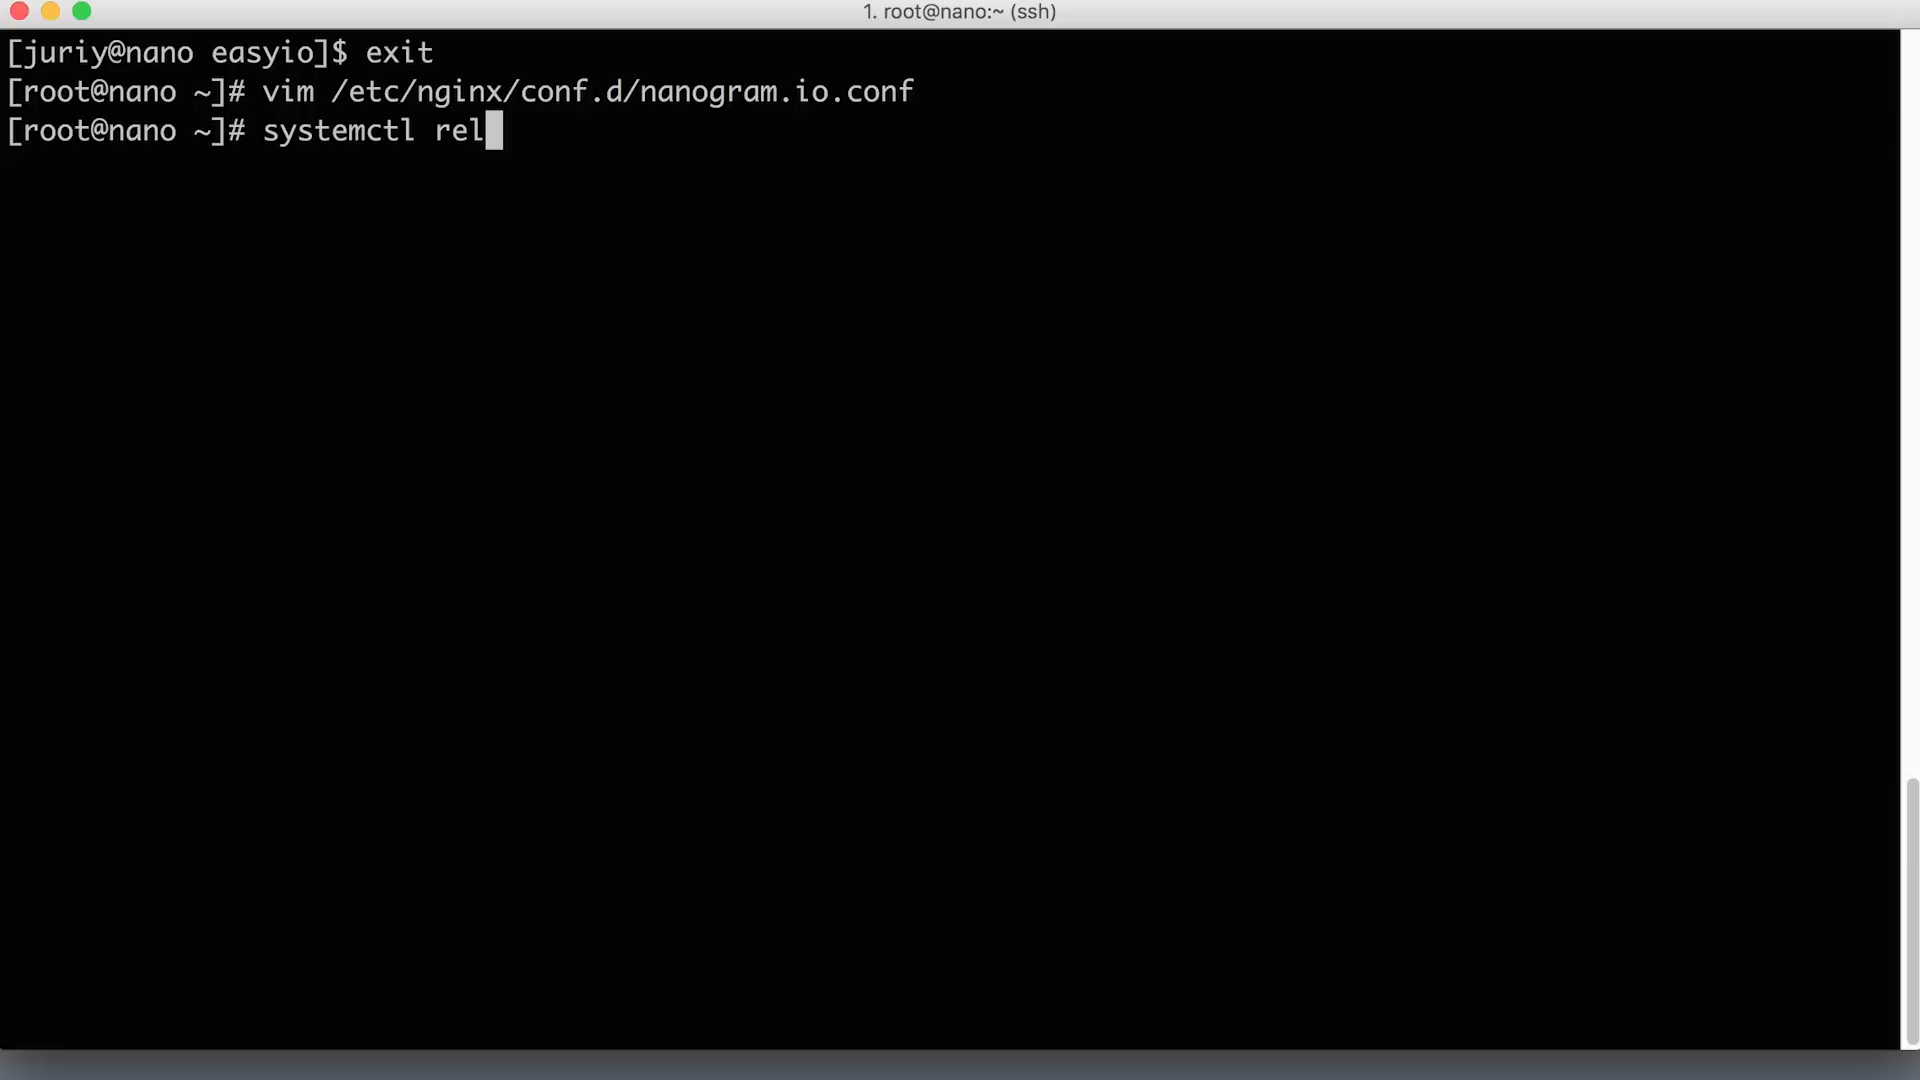 1. root@nano:~ (ssh)
[juriy@nano easyio]$ exit
[root@nano ~]# vim /etc/nginx/conf.d/nanogram.io.conf
[root@nano ~]# systemctl rel